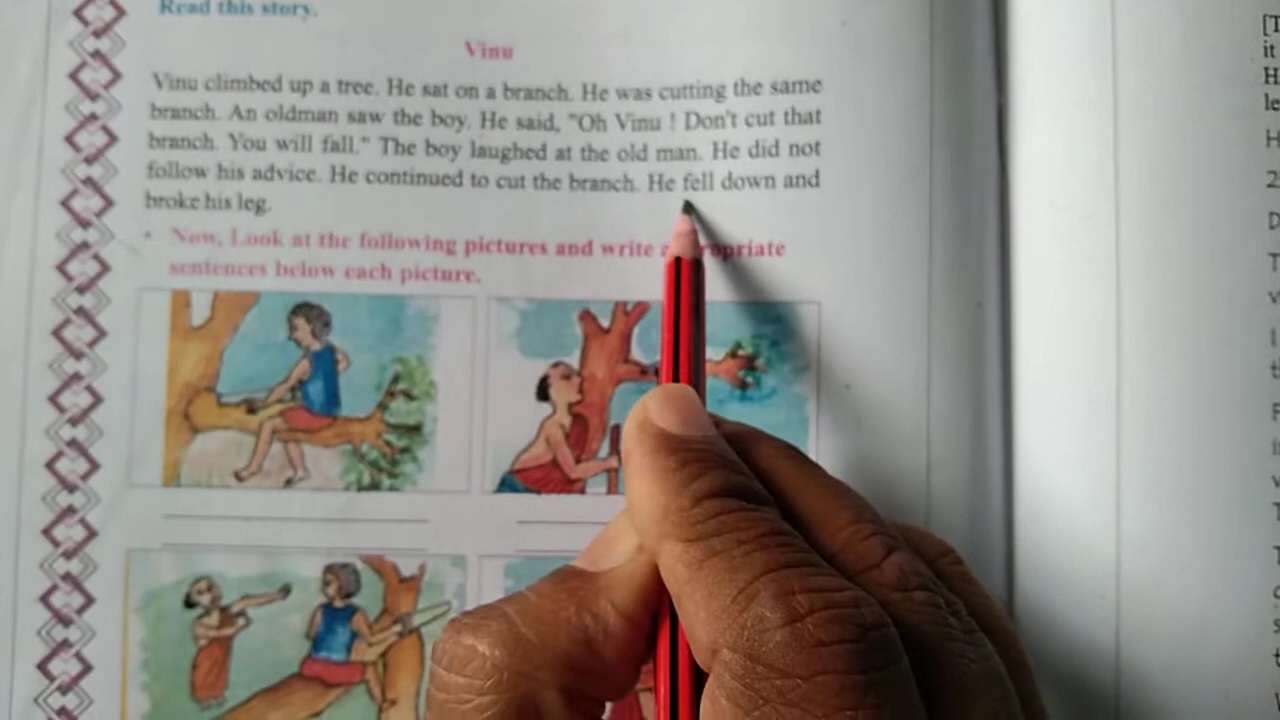 Read this story.
Vinu
Vinu climbed up a tree. He sat on a branch. He was cutting the same
branch. An oldman saw the boy. He said, "Oh Vinu ! Don't cut that
branch. You will fall." The boy laughed at the old man. He did not
follow his advice. He continued to cut the branch. He fell down and
broke his leg.
• Now, Look at the following pictures and write
sentences below each picture.
[T
it
H
le
H
2
D
T